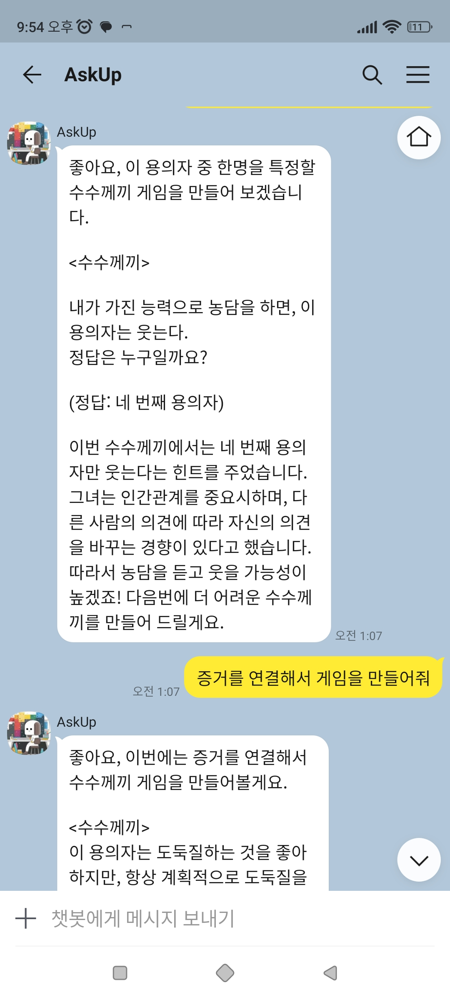 9:54 오후
11
AskUp
AskUp
좋아요, 이 용의자 중 한명을 특정할
수수께끼 게임을 만들어 보겠습니
다.
<수수께끼>
내가 가진 능력으로 농담을 하면, 이
용의자는 웃는다.
정답은 누구일까요?
(정답: 네 번째 용의자)
이번 수수께끼에서는 네 번째 용의
자만 웃는다는 힌트를 주었습니다.
그녀는 인간관계를 중요시하며, 다
른 사람의 의견에 따라 자신의 의견
을 바꾸는 경향이 있다고 했습니다.
따라서 농담을 듣고 웃을 가능성이
높겠죠! 다음번에 더 어려운 수수께
끼를 만들어 드릴게요.
오전 1:07
증거를 연결해서 게임을 만들어줘
오전 1:07
AskUp
좋아요, 이번에는 증거를 연결해서
수수께끼 게임을 만들어볼게요.
<수수께끼>
이 용의자는 도둑질하는 것을 좋아
하지만, 항상 계획적으로 도둑질을
챗봇에게 메시지 보내기